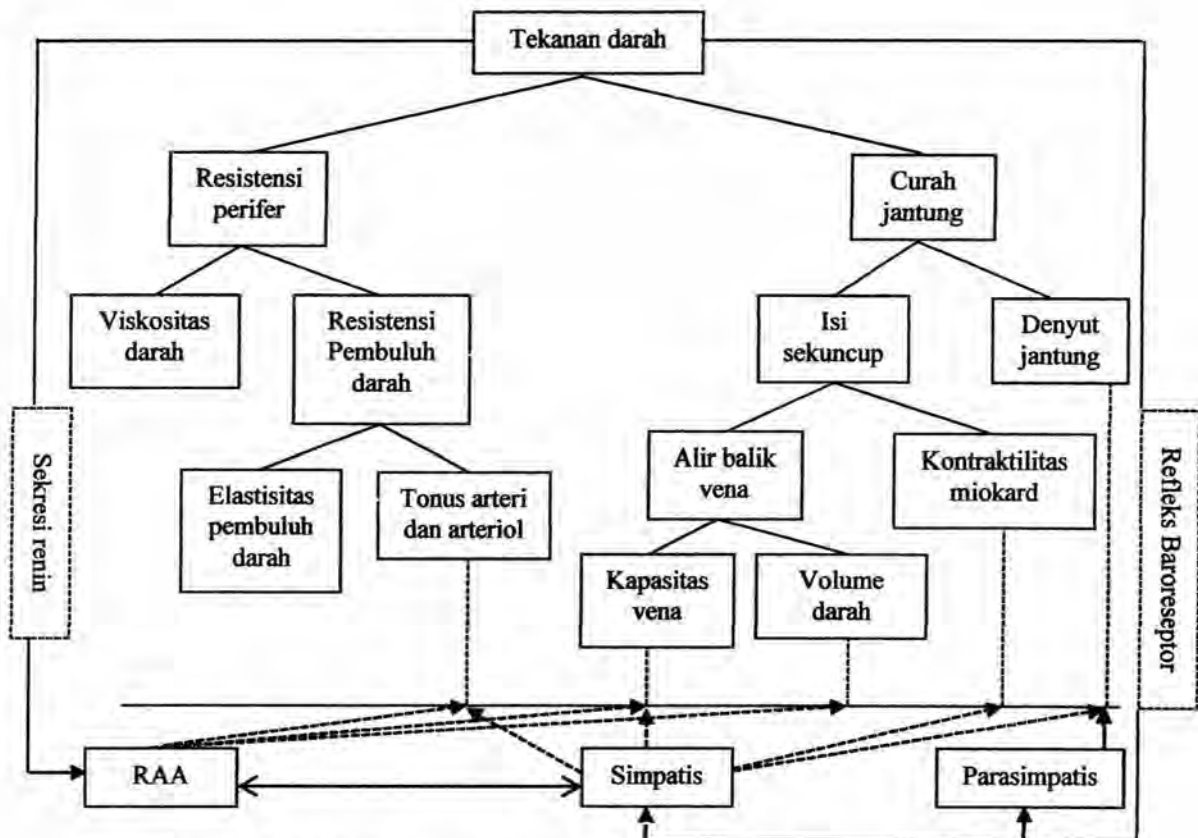 Tekanan darah
Resistensi
perifer
Curah
jantung
Viskositas
darah
Resistensi
Pembuluh
darah
Isi
sekuncup
Denyut
jantung
Sekresi renin
Elastisitas
pembuluh
darah
Tonus arteri
dan arteriol
Alir balik
vena
Kontraktilitas
miokard
Refleks Baroreseptor
Kapasitas
vena
Volume
darah
RAA
Simpatis
Parasimpatis